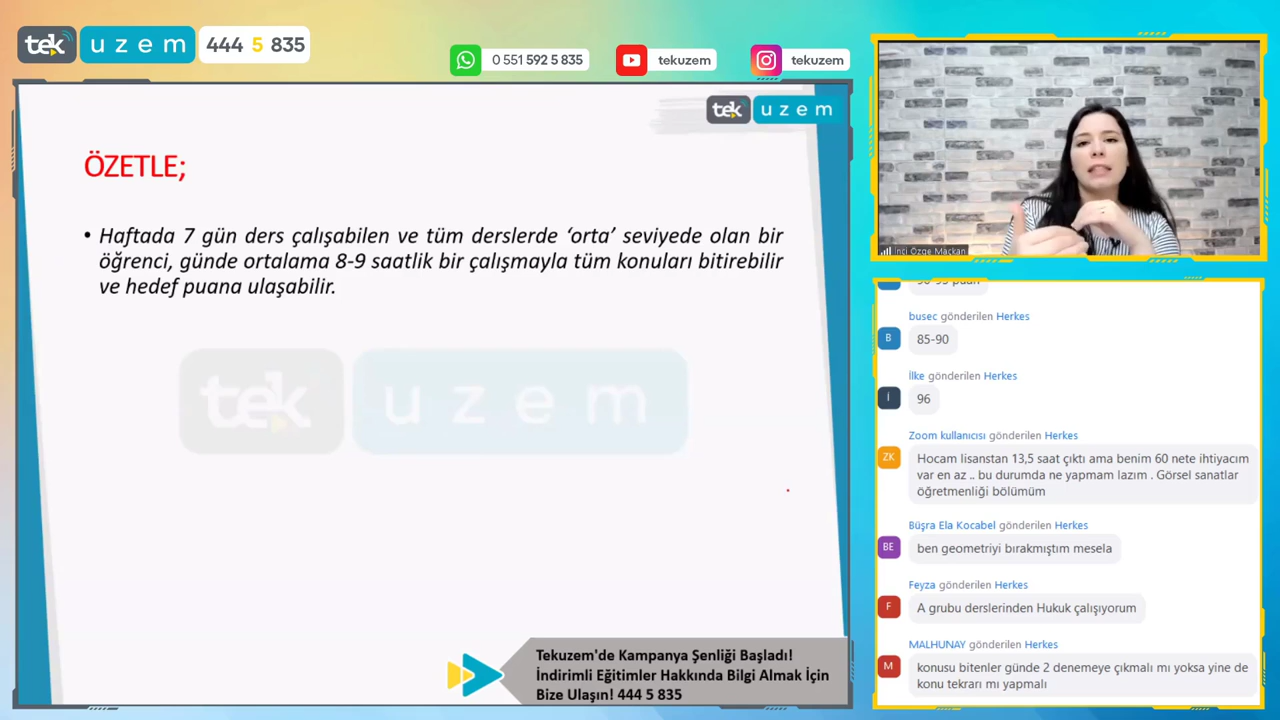 tek uzem 444 5 835
0 551 592 5 835
tekuzem
tekuzem
tek uzem
ÖZETLE;
• Haftada 7 gün ders çalışabilen ve tüm derslerde ‘orta’ seviyede olan bir
öğrenci, günde ortalama 8-9 saatlik bir çalışmayla tüm konuları bitirebilir
ve hedef puana ulaşabilir.
tek uzem
Tekuzem'de Kampanya Şenliği Başladı!
İndirimli Eğitimler Hakkında Bilgi Almak İçin
Bize Ulaşın! 444 5 835
İnci Özge Maçkan
busec gönderilen Herkes
B
85-90
İlke gönderilen Herkes
İ
96
Zoom kullanıcısı gönderilen Herkes
ZK
Hocam lisanstan 13,5 saat çıktı ama benim 60 nete ihtiyacım
var en az .. bu durumda ne yapmam lazım . Görsel sanatlar
öğretmenliği bölümüm
Büşra Ela Kocabel gönderilen Herkes
BE
ben geometriyi bırakmıştım mesela
Feyza gönderilen Herkes
F
A grubu derslerinden Hukuk çalışıyorum
MALHUNAY gönderilen Herkes
M
konusu bitenler günde 2 denemeye çıkmalı mı yoksa yine de
konu tekrarı mı yapmalı